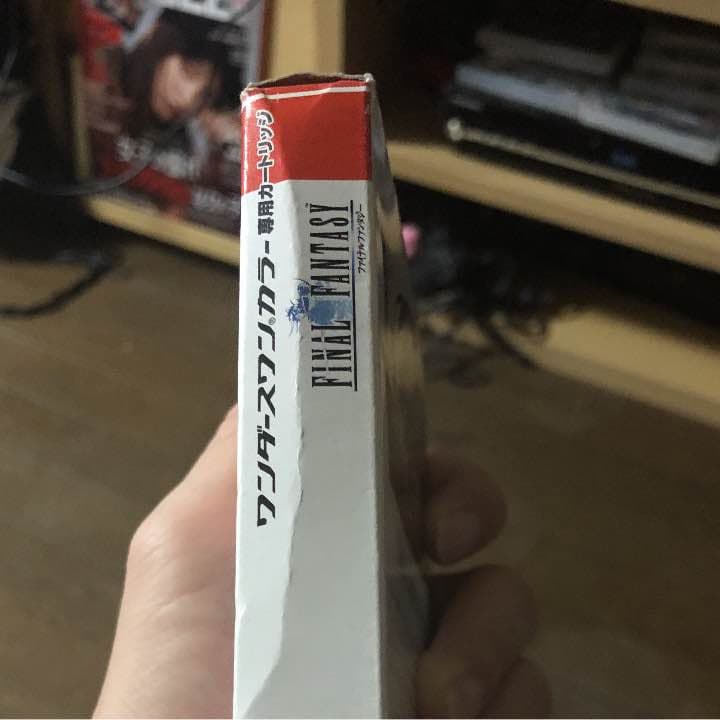 ワンダースワン®カラー専用カートリッジ
FINAL FANTASY™
ファイナルファンタジー